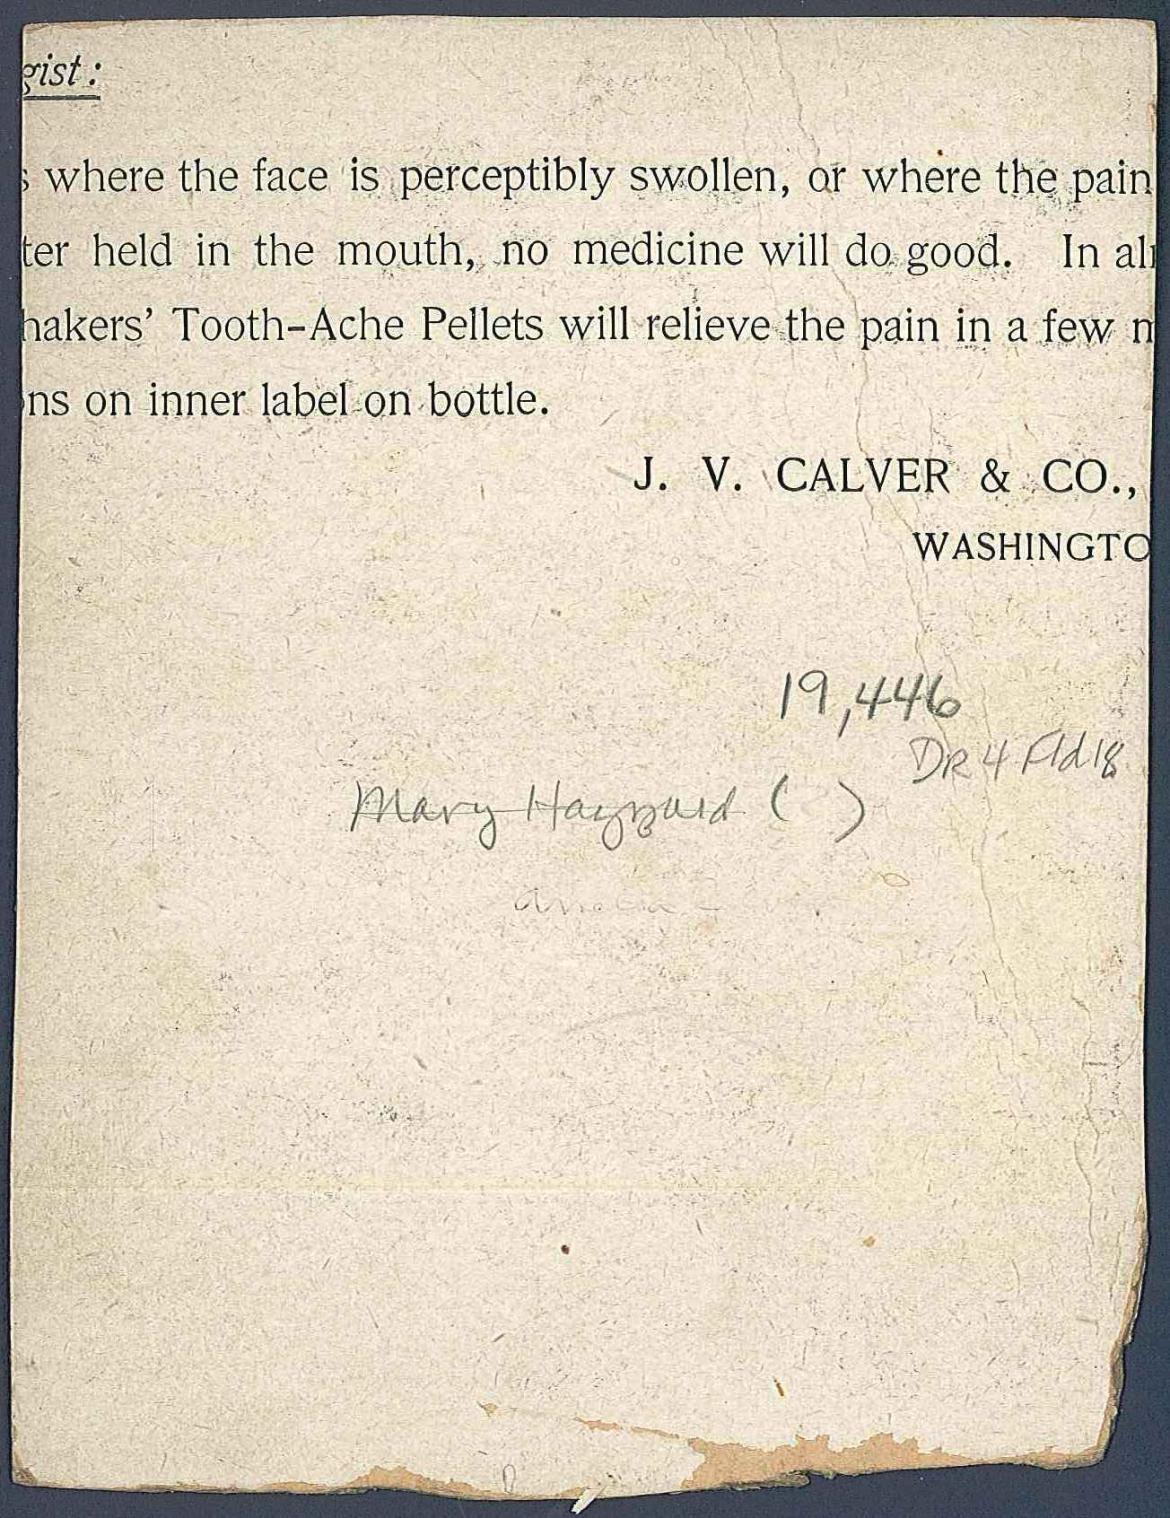 gist:
where the face is perceptibly swollen, or where the pain
ter held in the mouth, no medicine will do good. In al
hakers' Tooth-Ache Pellets will relieve the pain in a few m
ns on inner label on bottle.
J. V. CALVER & CO.,
WASHINGTO
19,446
DR 4 Fld 18
Mary Hazzard ( )